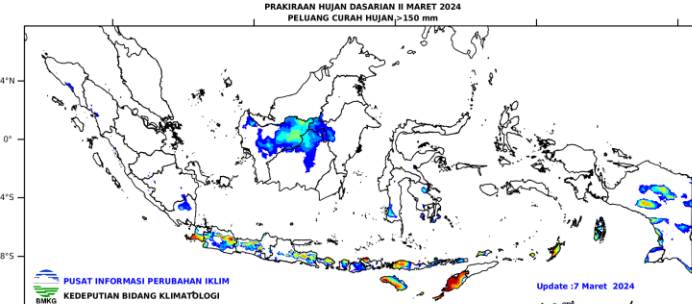 PRAKIRAAN HUJAN DASARIAN II MARET 2024
PELUANG CURAH HUJAN >150 mm
4°N
0°
4°S
8°S
PUSAT INFORMASI PERUBAHAN IKLIM
KEDEPUTIAN BIDANG KLIMATOLOGI
BMKG
Update :7 Maret 2024